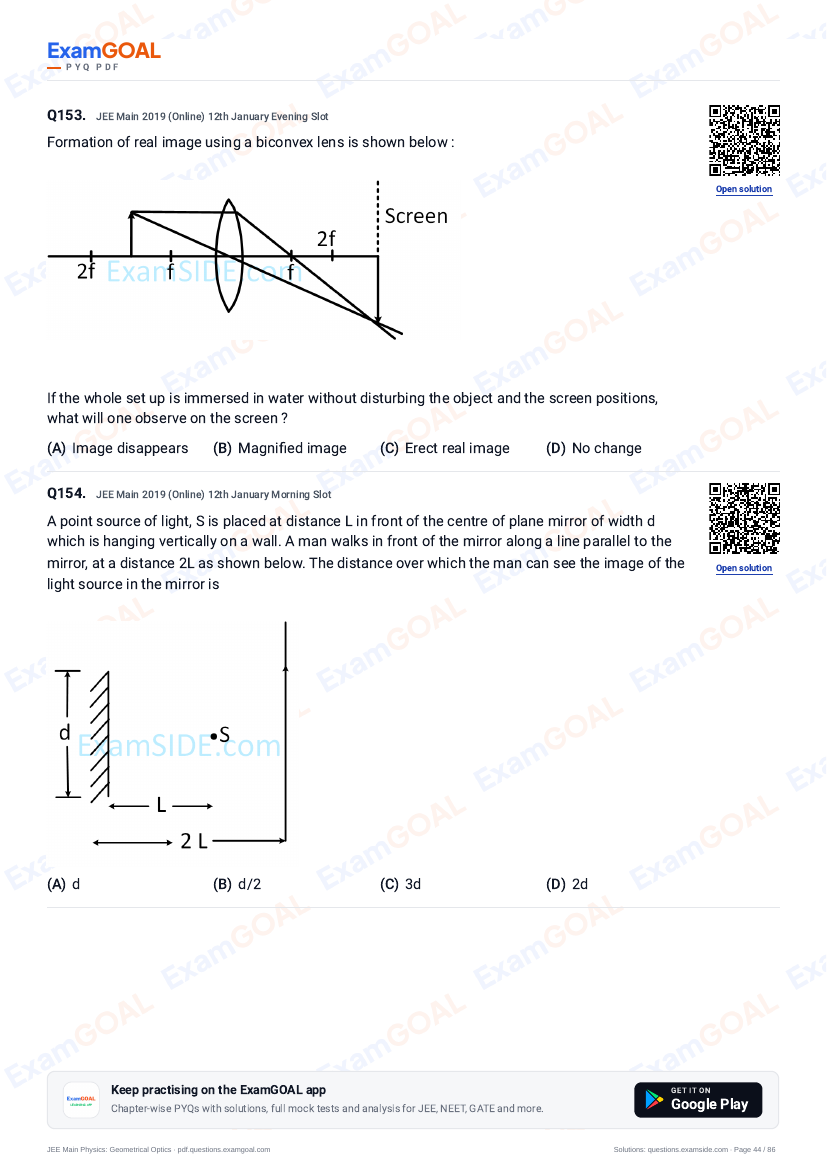 ExamGOAL
PYQ PDF
Q153. JEE Main 2019 (Online) 12th January Evening Slot
Formation of real image using a biconvex lens is shown below :
Open solution
Screen
2f
2f f f
ExamSIDE.com
If the whole set up is immersed in water without disturbing the object and the screen positions,
what will one observe on the screen ?
(A) Image disappears (B) Magnified image (C) Erect real image (D) No change
Q154. JEE Main 2019 (Online) 12th January Morning Slot
A point source of light, S is placed at distance L in front of the centre of plane mirror of width d
which is hanging vertically on a wall. A man walks in front of the mirror along a line parallel to the
mirror, at a distance 2L as shown below. The distance over which the man can see the image of the
light source in the mirror is
Open solution
d S
ExamSIDE.com
L
2 L
(A) d (B) d/2 (C) 3d (D) 2d
Keep practising on the ExamGOAL app
Chapter-wise PYQs with solutions, full mock tests and analysis for JEE, NEET, GATE and more.
GET IT ON
Google Play
JEE Main Physics: Geometrical Optics · pdf.questions.examgoal.com
Solutions: questions.examside.com · Page 44 / 86